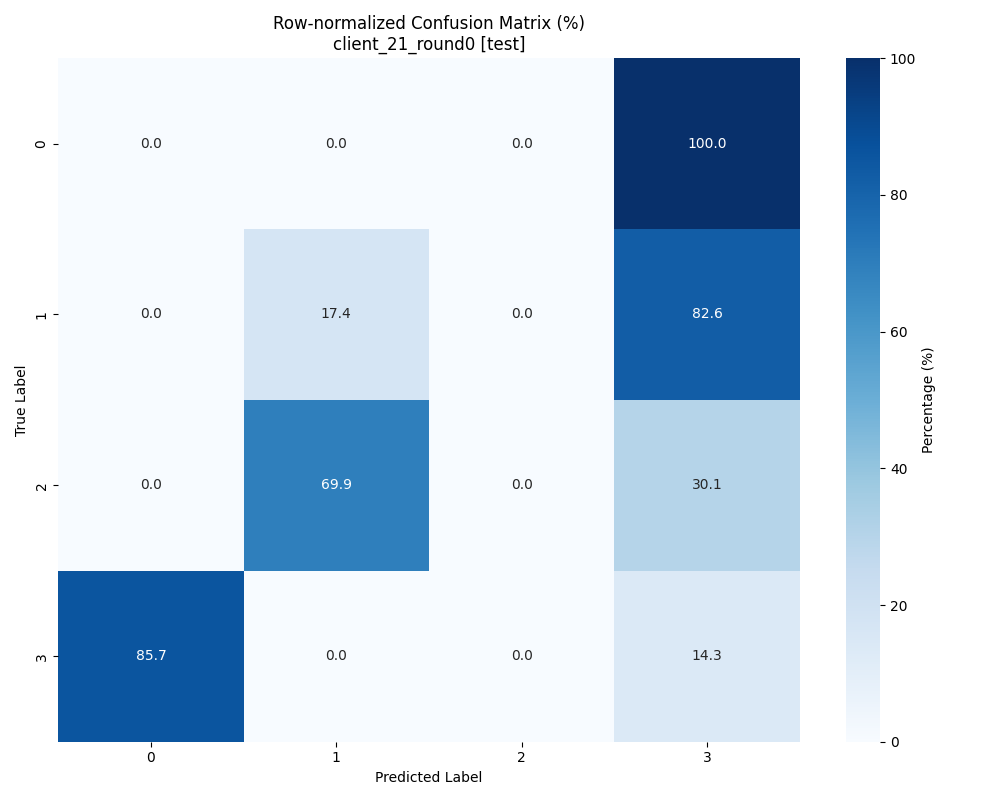 Row-normalized Confusion Matrix (%)
client_21_round0 [test]
100
0 0.0 0.0 0.0 100.0
80
1 0.0 17.4 0.0 82.6
60
True Label
Percentage (%)
40
2 0.0 69.9 0.0 30.1
20
3 85.7 0.0 0.0 14.3
0
0 1 2 3
Predicted Label